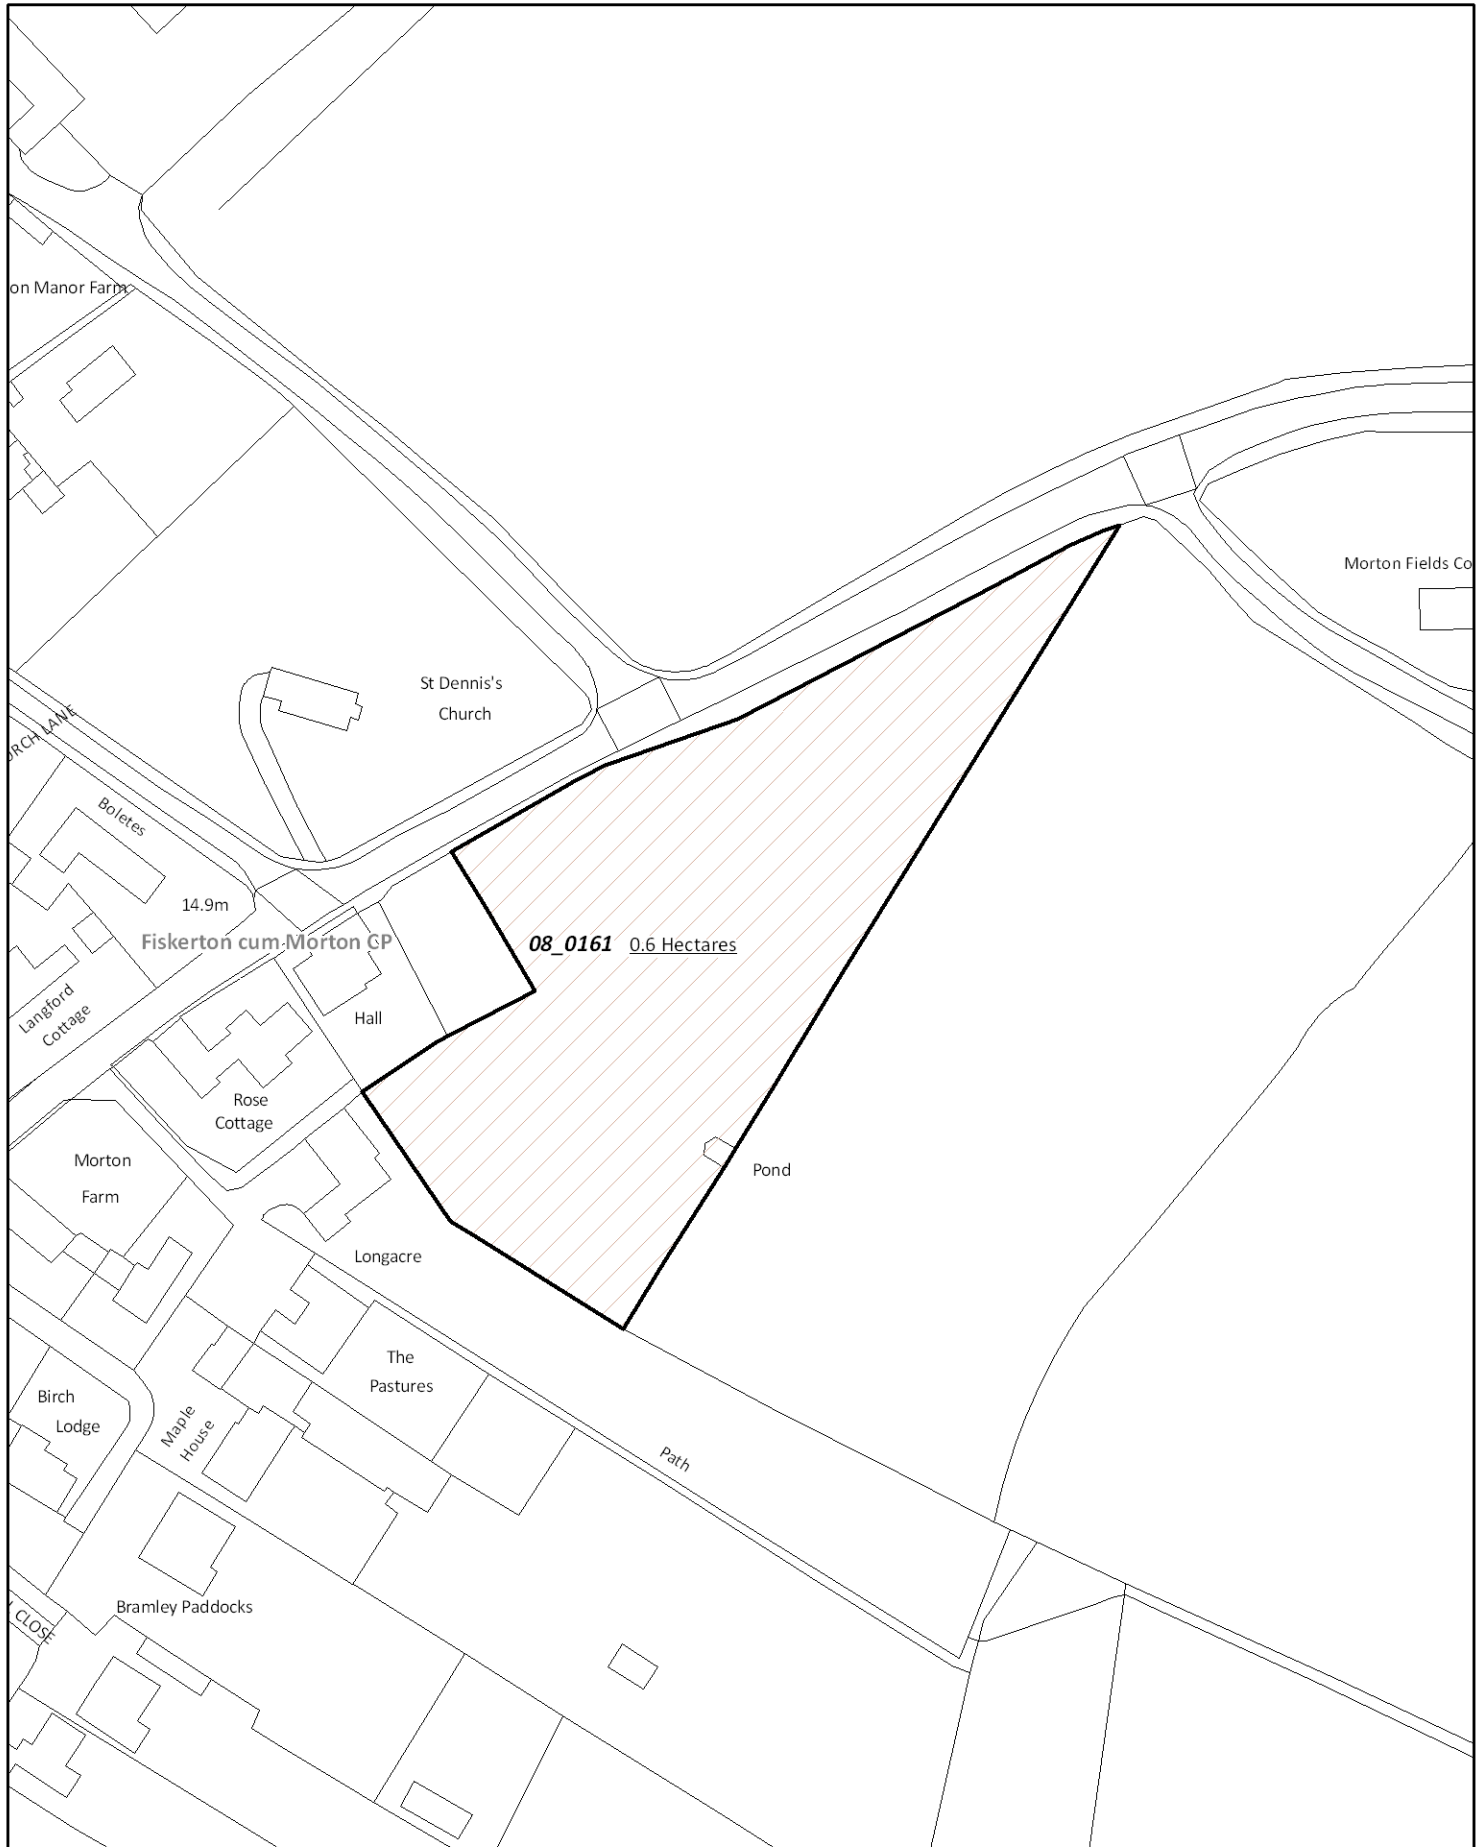 on Manor Farm
Morton Fields Co
St Dennis's
Church
URCH LANE
Boletes
14.9m
Fiskerton cum Morton CP
08_0161 0.6 Hectares
Langford
Cottage
Hall
Rose
Cottage
Morton
Farm
Pond
Longacre
The
Pastures
Birch
Lodge
Maple
House
Path
Bramley Paddocks
CLOSE